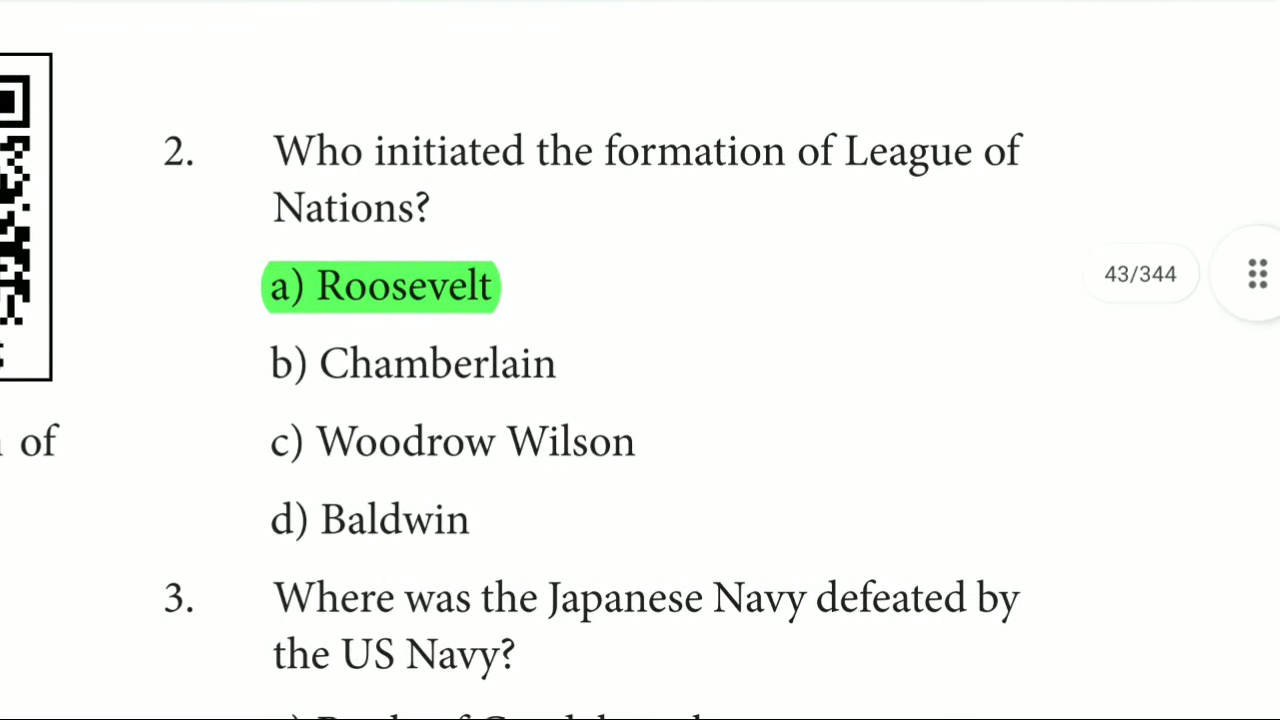 2. Who initiated the formation of League of
Nations?
a) Roosevelt
43/344
b) Chamberlain
of
c) Woodrow Wilson
d) Baldwin
3. Where was the Japanese Navy defeated by
the US Navy?